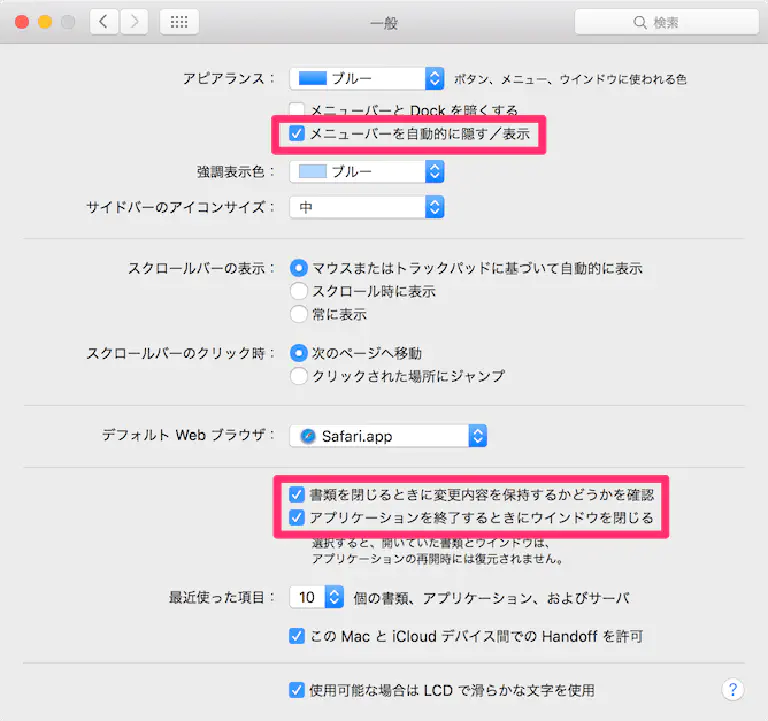 一般
検索
アピアランス：
ブルー
ボタン、メニュー、ウインドウに使われる色
メニューバーと Dock を暗くする
メニューバーを自動的に隠す／表示
強調表示色：
ブルー
サイドバーのアイコンサイズ：
中
スクロールバーの表示：
マウスまたはトラックパッドに基づいて自動的に表示
スクロール時に表示
常に表示
スクロールバーのクリック時：
次のページへ移動
クリックされた場所にジャンプ
デフォルト Web ブラウザ：
Safari.app
書類を閉じるときに変更内容を保持するかどうかを確認
アプリケーションを終了するときにウインドウを閉じる
選択すると、開いていた書類とウインドウは、
アプリケーションの再開時には復元されません。
最近使った項目：
10
個の書類、アプリケーション、およびサーバ
この Mac と iCloud デバイス間での Handoff を許可
使用可能な場合は LCD で滑らかな文字を使用
?